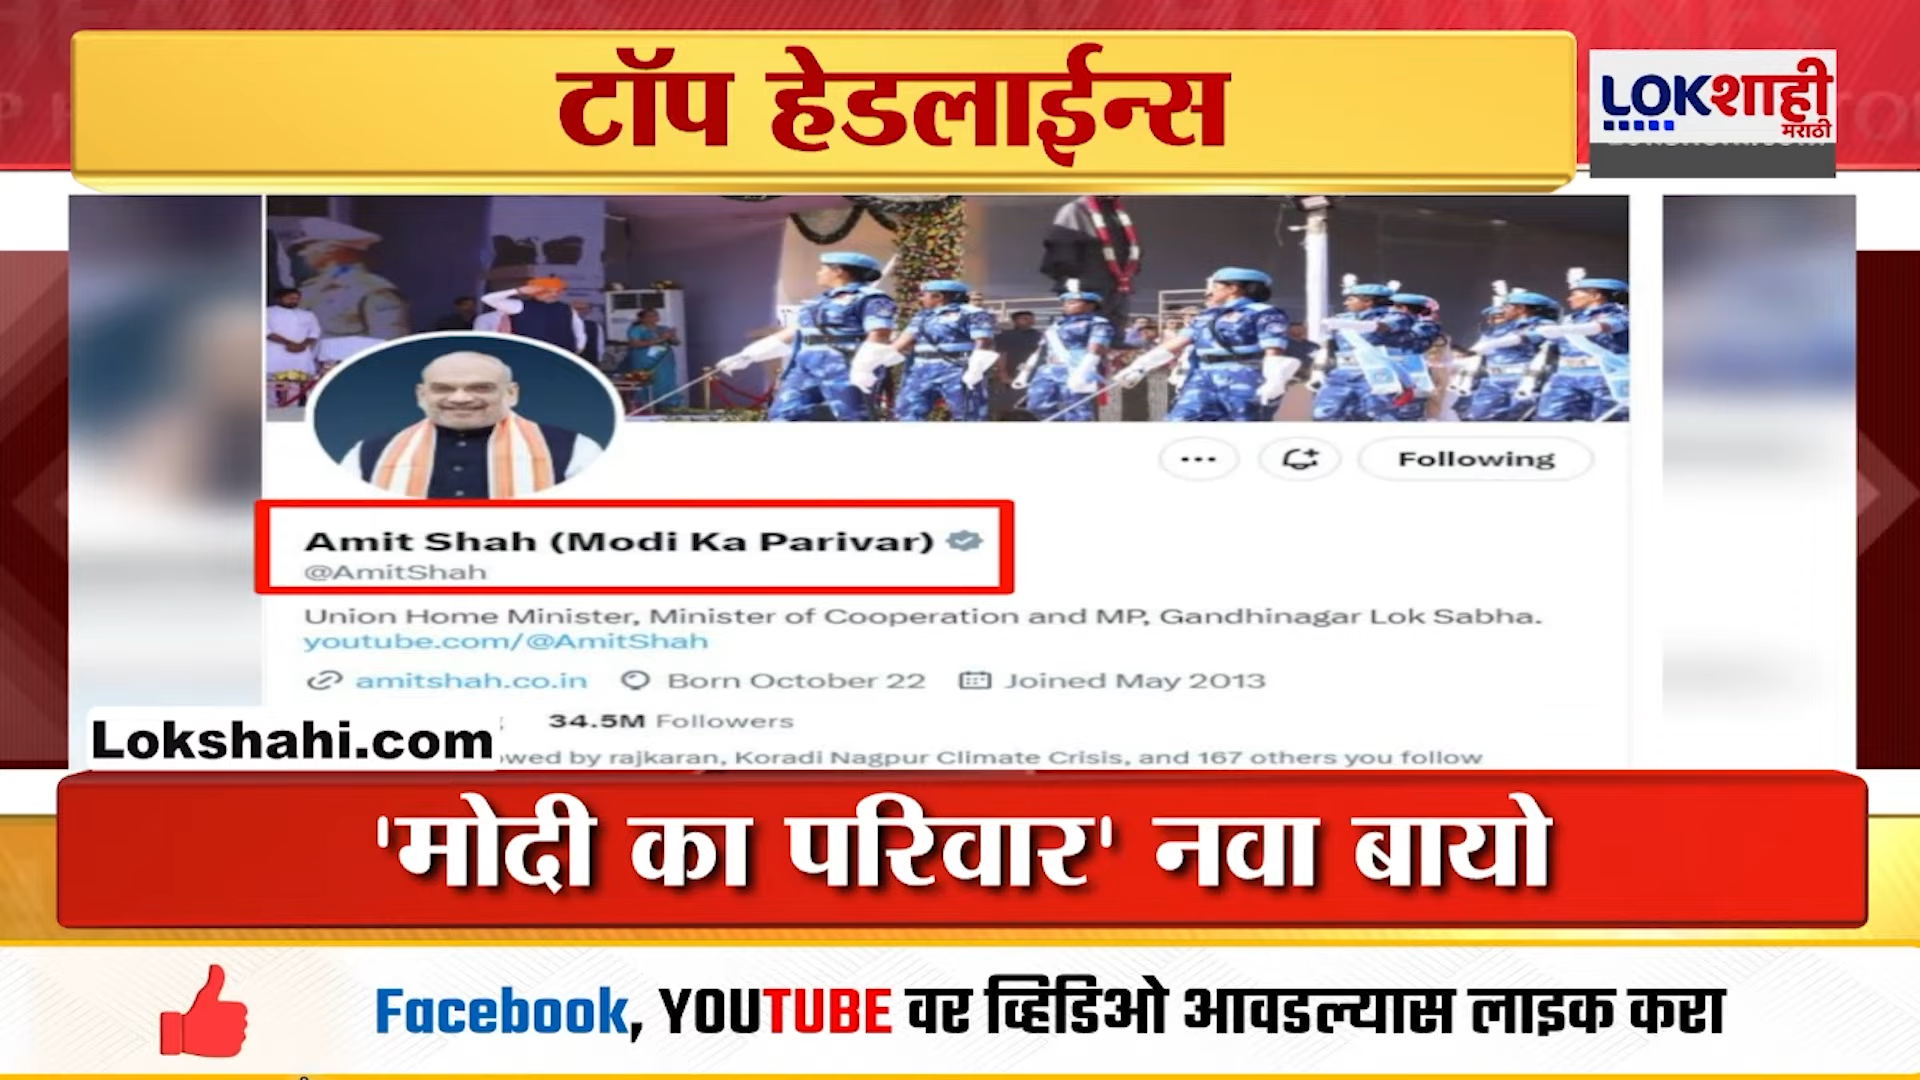 टॉप हेडलाईन्स
LOKशाही
मराठी
Following
Amit Shah (Modi Ka Parivar)
@AmitShah
Union Home Minister, Minister of Cooperation and MP, Gandhinagar Lok Sabha.
youtube.com/@AmitShah
amitshah.co.in Born October 22 Joined May 2013
34.5M Followers
Lokshahi.com
owed by rajkaran, Koradi Nagpur Climate Crisis, and 167 others you follow
'मोदी का परिवार' नवा बायो
Facebook, YOUTUBE वर व्हिडिओ आवडल्यास लाइक करा